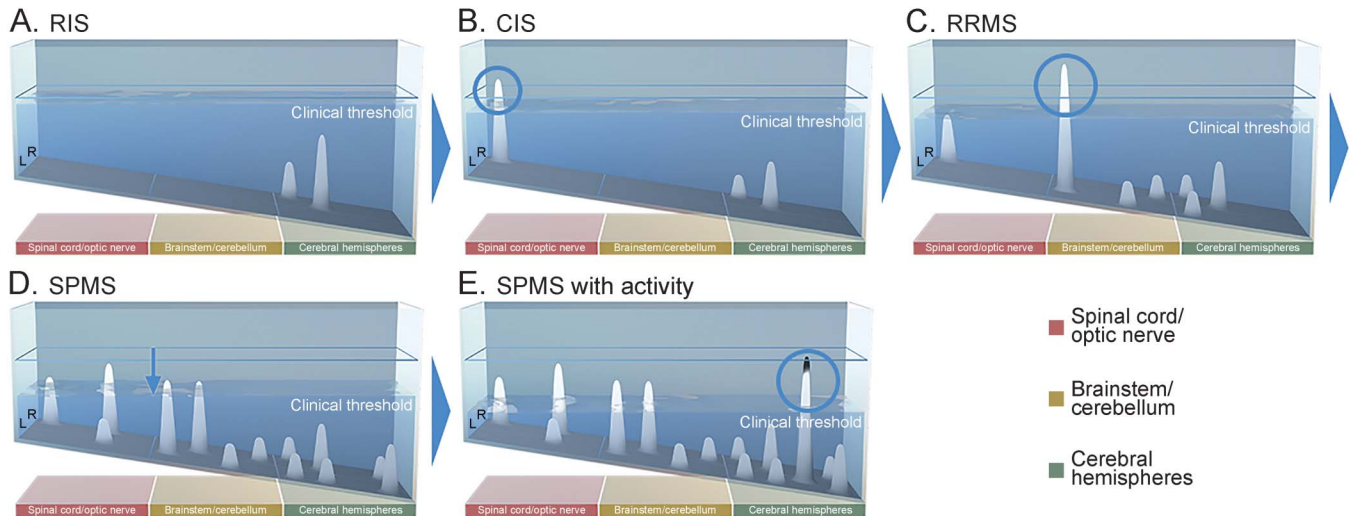 A. RIS
Clinical threshold
R
L
Spinal cord/optic nerve Brainstem/cerebellum Cerebral hemispheres
B. CIS
Clinical threshold
R
L
Spinal cord/optic nerve Brainstem/cerebellum Cerebral hemispheres
C. RRMS
Clinical threshold
R
L
Spinal cord/optic nerve Brainstem/cerebellum Cerebral hemispheres
D. SPMS
Clinical threshold
R
L
Spinal cord/optic nerve Brainstem/cerebellum Cerebral hemispheres
E. SPMS with activity
Clinical threshold
R
L
Spinal cord/optic nerve Brainstem/cerebellum Cerebral hemispheres
Spinal cord/
optic nerve
Brainstem/
cerebellum
Cerebral
hemispheres